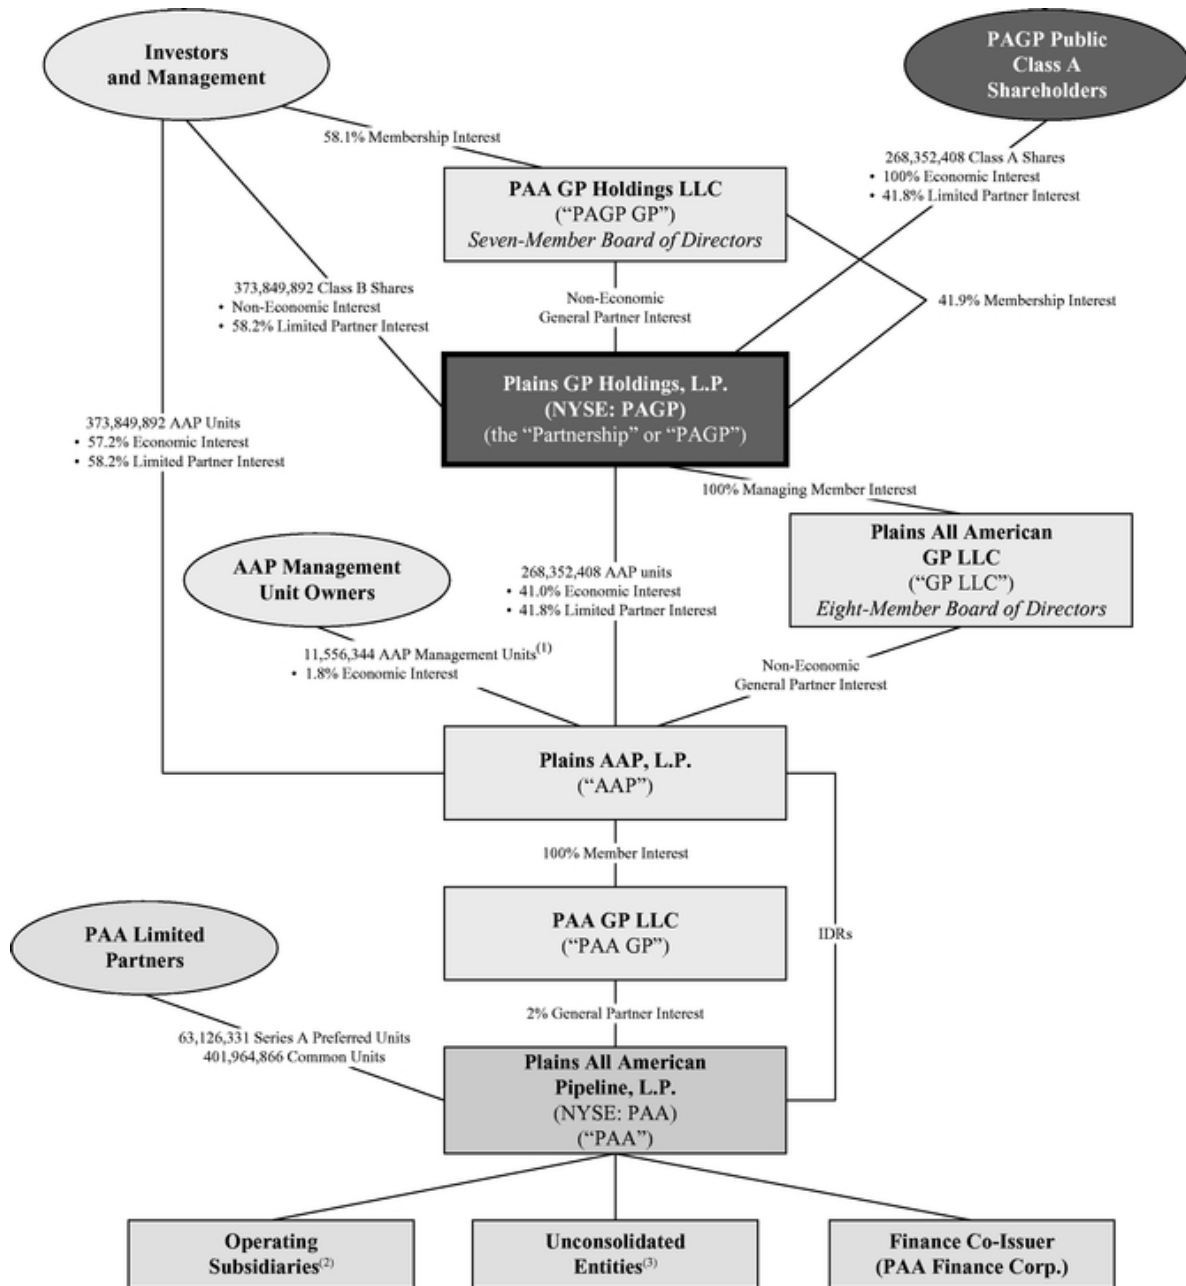 Investors
and Management
PAGP Public
Class A
Shareholders
58.1% Membership Interest
268,352,408 Class A Shares
• 100% Economic Interest
• 41.8% Limited Partner Interest
PAA GP Holdings LLC
(“PAGP GP”)
Seven-Member Board of Directors
373,849,892 Class B Shares
• Non-Economic Interest
• 58.2% Limited Partner Interest
Non-Economic
General Partner Interest
41.9% Membership Interest
Plains GP Holdings, L.P.
(NYSE: PAGP)
(the “Partnership” or “PAGP”)
373,849,892 AAP Units
• 57.2% Economic Interest
• 58.2% Limited Partner Interest
100% Managing Member Interest
Plains All American
GP LLC
(“GP LLC”)
Eight-Member Board of Directors
AAP Management
Unit Owners
268,352,408 AAP units
• 41.0% Economic Interest
• 41.8% Limited Partner Interest
11,556,344 AAP Management Units(1)
• 1.8% Economic Interest
Non-Economic
General Partner Interest
Plains AAP, L.P.
(“AAP”)
100% Member Interest
PAA GP LLC
(“PAA GP”)
IDRs
PAA Limited
Partners
2% General Partner Interest
63,126,331 Series A Preferred Units
401,964,866 Common Units
Plains All American
Pipeline, L.P.
(NYSE: PAA)
(“PAA”)
Operating
Subsidiaries(2)
Unconsolidated
Entities(3)
Finance Co-Issuer
(PAA Finance Corp.)